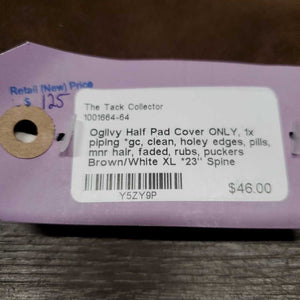 Retail (New) Price
$ 125
The Tack Collector
1001664-64
Ogilvy Half Pad Cover ONLY, 1x
piping *gc, clean, holey edges, pills,
mnr hair, faded, rubs, puckers
Brown/White XL *23" Spine
Y5ZY9P
$46.00